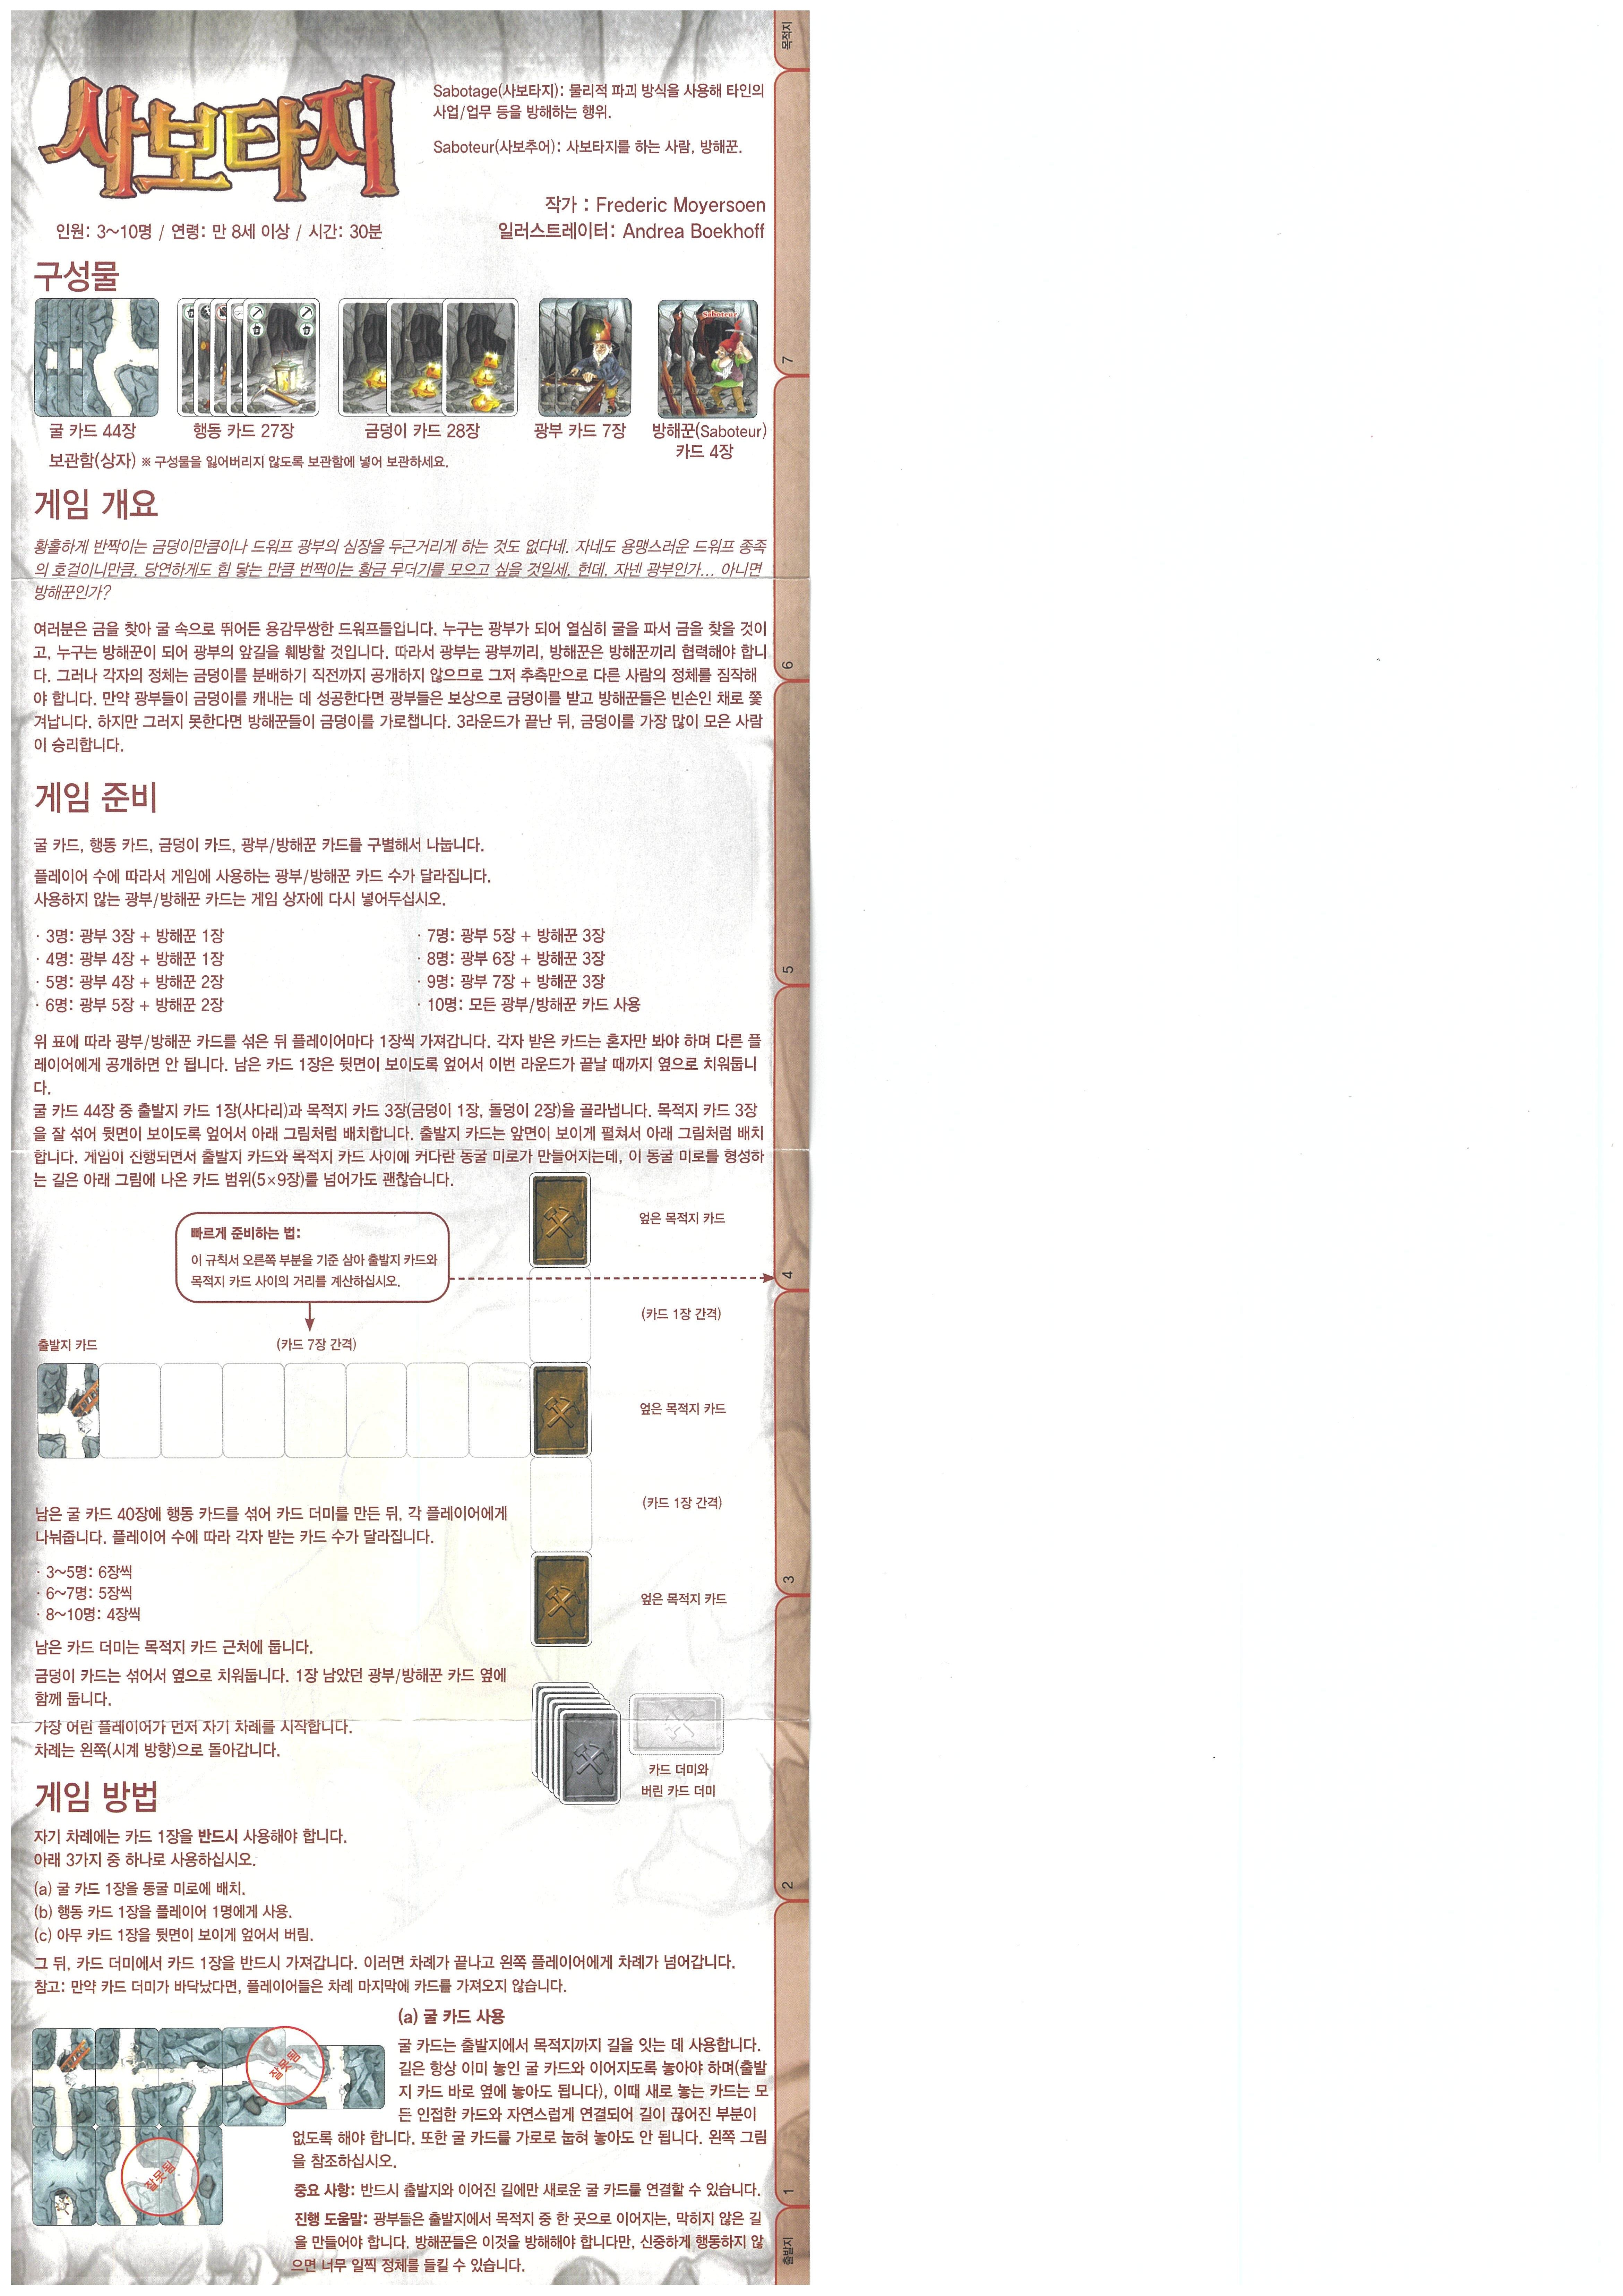 사보타지
Sabotage(사보타지): 물리적 파괴 방식을 사용해 타인의
사업/업무 등을 방해하는 행위.
Saboteur(사보추어): 사보타지를 하는 사람, 방해꾼.
작가 : Frederic Moyersoen
인원: 3~10명 / 연령: 만 8세 이상 / 시간: 30분
일러스트레이터: Andrea Boekhoff
구성물
Saboteur
굴 카드 44장
행동 카드 27장
금덩이 카드 28장
광부 카드 7장
방해꾼(Saboteur)
카드 4장
보관함(상자) ※ 구성물을 잃어버리지 않도록 보관함에 넣어 보관하세요.
게임 개요
황홀하게 반짝이는 금덩이만큼이나 드워프 광부의 심장을 두근거리게 하는 것도 없다네. 자네도 용맹스러운 드워프 종족
의 호걸이니만큼, 당연하게도 힘 닿는 만큼 번쩍이는 황금 무더기를 모으고 싶을 것일세. 헌데, 자넨 광부인가... 아니면
방해꾼인가?
여러분은 금을 찾아 굴 속으로 뛰어든 용감무쌍한 드워프들입니다. 누구는 광부가 되어 열심히 굴을 파서 금을 찾을 것이
고, 누구는 방해꾼이 되어 광부의 앞길을 훼방할 것입니다. 따라서 광부는 광부끼리, 방해꾼은 방해꾼끼리 협력해야 합니
다. 그러나 각자의 정체는 금덩이를 분배하기 직전까지 공개하지 않으므로 그저 추측만으로 다른 사람의 정체를 짐작해
야 합니다. 만약 광부들이 금덩이를 캐내는 데 성공한다면 광부들은 보상으로 금덩이를 받고 방해꾼들은 빈손인 채로 쫓
겨납니다. 하지만 그러지 못한다면 방해꾼들이 금덩이를 가로챕니다. 3라운드가 끝난 뒤, 금덩이를 가장 많이 모은 사람
이 승리합니다.
게임 준비
굴 카드, 행동 카드, 금덩이 카드, 광부/방해꾼 카드를 구별해서 나눕니다.
플레이어 수에 따라서 게임에 사용하는 광부/방해꾼 카드 수가 달라집니다.
사용하지 않는 광부/방해꾼 카드는 게임 상자에 다시 넣어두십시오.
· 3명: 광부 3장 + 방해꾼 1장
· 4명: 광부 4장 + 방해꾼 1장
· 5명: 광부 4장 + 방해꾼 2장
· 6명: 광부 5장 + 방해꾼 2장
· 7명: 광부 5장 + 방해꾼 3장
· 8명: 광부 6장 + 방해꾼 3장
· 9명: 광부 7장 + 방해꾼 3장
· 10명: 모든 광부/방해꾼 카드 사용
위 표에 따라 광부/방해꾼 카드를 섞은 뒤 플레이어마다 1장씩 가져갑니다. 각자 받은 카드는 혼자만 봐야 하며 다른 플
레이어에게 공개하면 안 됩니다. 남은 카드 1장은 뒷면이 보이도록 엎어서 이번 라운드가 끝날 때까지 옆으로 치워둡니
다.
굴 카드 44장 중 출발지 카드 1장(사다리)과 목적지 카드 3장(금덩이 1장, 돌덩이 2장)을 골라냅니다. 목적지 카드 3장
을 잘 섞어 뒷면이 보이도록 엎어서 아래 그림처럼 배치합니다. 출발지 카드는 앞면이 보이게 펼쳐서 아래 그림처럼 배치
합니다. 게임이 진행되면서 출발지 카드와 목적지 카드 사이에 커다란 동굴 미로가 만들어지는데, 이 동굴 미로를 형성하
는 길은 아래 그림에 나온 카드 범위(5×9장)를 넘어가도 괜찮습니다.
빠르게 준비하는 법:
이 규칙서 오른쪽 부분을 기준 삼아 출발지 카드와
목적지 카드 사이의 거리를 계산하십시오.
엎은 목적지 카드
(카드 1장 간격)
출발지 카드
(카드 7장 간격)
엎은 목적지 카드
(카드 1장 간격)
엎은 목적지 카드
남은 굴 카드 40장에 행동 카드를 섞어 카드 더미를 만든 뒤, 각 플레이어에게
나눠줍니다. 플레이어 수에 따라 각자 받는 카드 수가 달라집니다.
· 3~5명: 6장씩
· 6~7명: 5장씩
· 8~10명: 4장씩
남은 카드 더미는 목적지 카드 근처에 둡니다.
금덩이 카드는 섞어서 옆으로 치워둡니다. 1장 남았던 광부/방해꾼 카드 옆에
함께 둡니다.
가장 어린 플레이어가 먼저 자기 차례를 시작합니다.
차례는 왼쪽(시계 방향)으로 돌아갑니다.
카드 더미와
버린 카드 더미
게임 방법
자기 차례에는 카드 1장을 반드시 사용해야 합니다.
아래 3가지 중 하나로 사용하십시오.
(a) 굴 카드 1장을 동굴 미로에 배치.
(b) 행동 카드 1장을 플레이어 1명에게 사용.
(c) 아무 카드 1장을 뒷면이 보이게 엎어서 버림.
그 뒤, 카드 더미에서 카드 1장을 반드시 가져갑니다. 이러면 차례가 끝나고 왼쪽 플레이어에게 차례가 넘어갑니다.
참고: 만약 카드 더미가 바닥났다면, 플레이어들은 차례 마지막에 카드를 가져오지 않습니다.
(a) 굴 카드 사용
굴 카드는 출발지에서 목적지까지 길을 잇는 데 사용합니다.
길은 항상 이미 놓인 굴 카드와 이어지도록 놓아야 하며(출발
지 카드 바로 옆에 놓아도 됩니다), 이때 새로 놓는 카드는 모
든 인접한 카드와 자연스럽게 연결되어 길이 끊어진 부분이
없도록 해야 합니다. 또한 굴 카드를 가로로 눕혀 놓아도 안 됩니다. 왼쪽 그림
을 참조하십시오.
잘못됨
잘못됨
중요 사항: 반드시 출발지와 이어진 길에만 새로운 굴 카드를 연결할 수 있습니다.
진행 도움말: 광부들은 출발지에서 목적지 중 한 곳으로 이어지는, 막히지 않은 길
을 만들어야 합니다. 방해꾼들은 이것을 방해해야 합니다만, 신중하게 행동하지 않
으면 너무 일찍 정체를 들킬 수 있습니다.
목적지
7
6
5
4
3
2
1
출발지